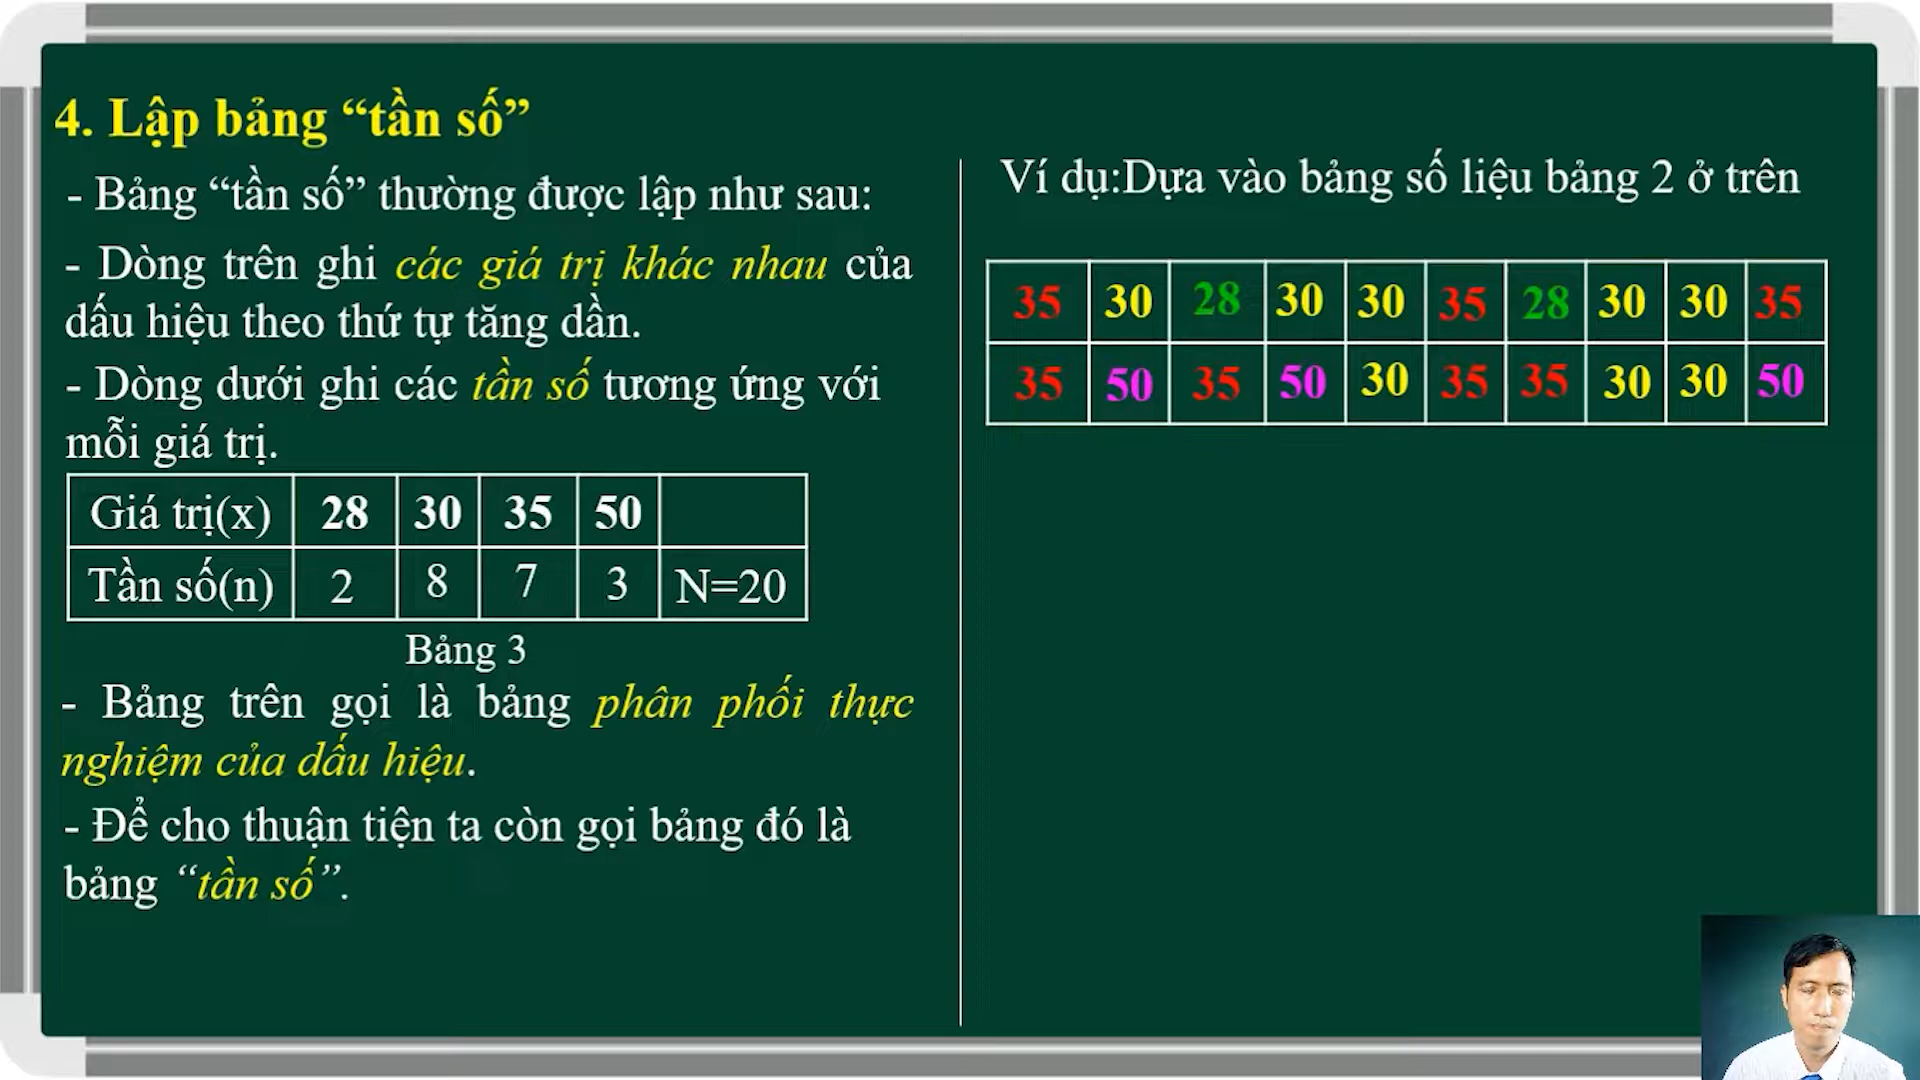 4. Lập bảng “tần số”
- Bảng “tần số” thường được lập như sau:
- Dòng trên ghi các giá trị khác nhau của
dấu hiệu theo thứ tự tăng dần.
- Dòng dưới ghi các tần số tương ứng với
mỗi giá trị.
Giá trị(x) 28 30 35 50
Tần số(n) 2 8 7 3 N=20
Bảng 3
- Bảng trên gọi là bảng phân phối thực
nghiệm của dấu hiệu.
- Để cho thuận tiện ta còn gọi bảng đó là
bảng “tần số”.
Ví dụ:Dựa vào bảng số liệu bảng 2 ở trên
35 30 28 30 30 35 28 30 30 35
35 50 35 50 30 35 35 30 30 50